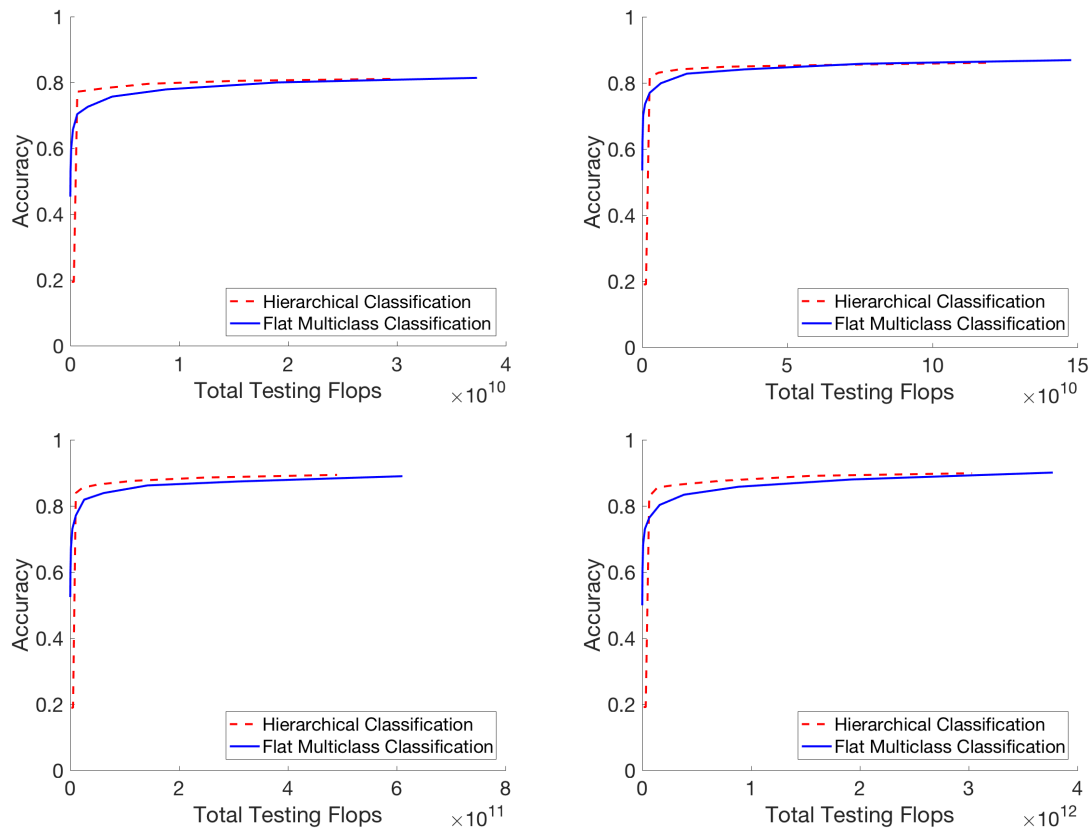 1
0.8
0.6
0.4
0.2
0
Accuracy
Hierarchical Classification
Flat Multiclass Classification
0 1 2 3 4
Total Testing Flops
×10^10
1
0.8
0.6
0.4
0.2
0
Accuracy
Hierarchical Classification
Flat Multiclass Classification
0 5 10 15
Total Testing Flops
×10^10
1
0.8
0.6
0.4
0.2
0
Accuracy
Hierarchical Classification
Flat Multiclass Classification
0 2 4 6 8
Total Testing Flops
×10^11
1
0.8
0.6
0.4
0.2
0
Accuracy
Hierarchical Classification
Flat Multiclass Classification
0 1 2 3 4
Total Testing Flops
×10^12